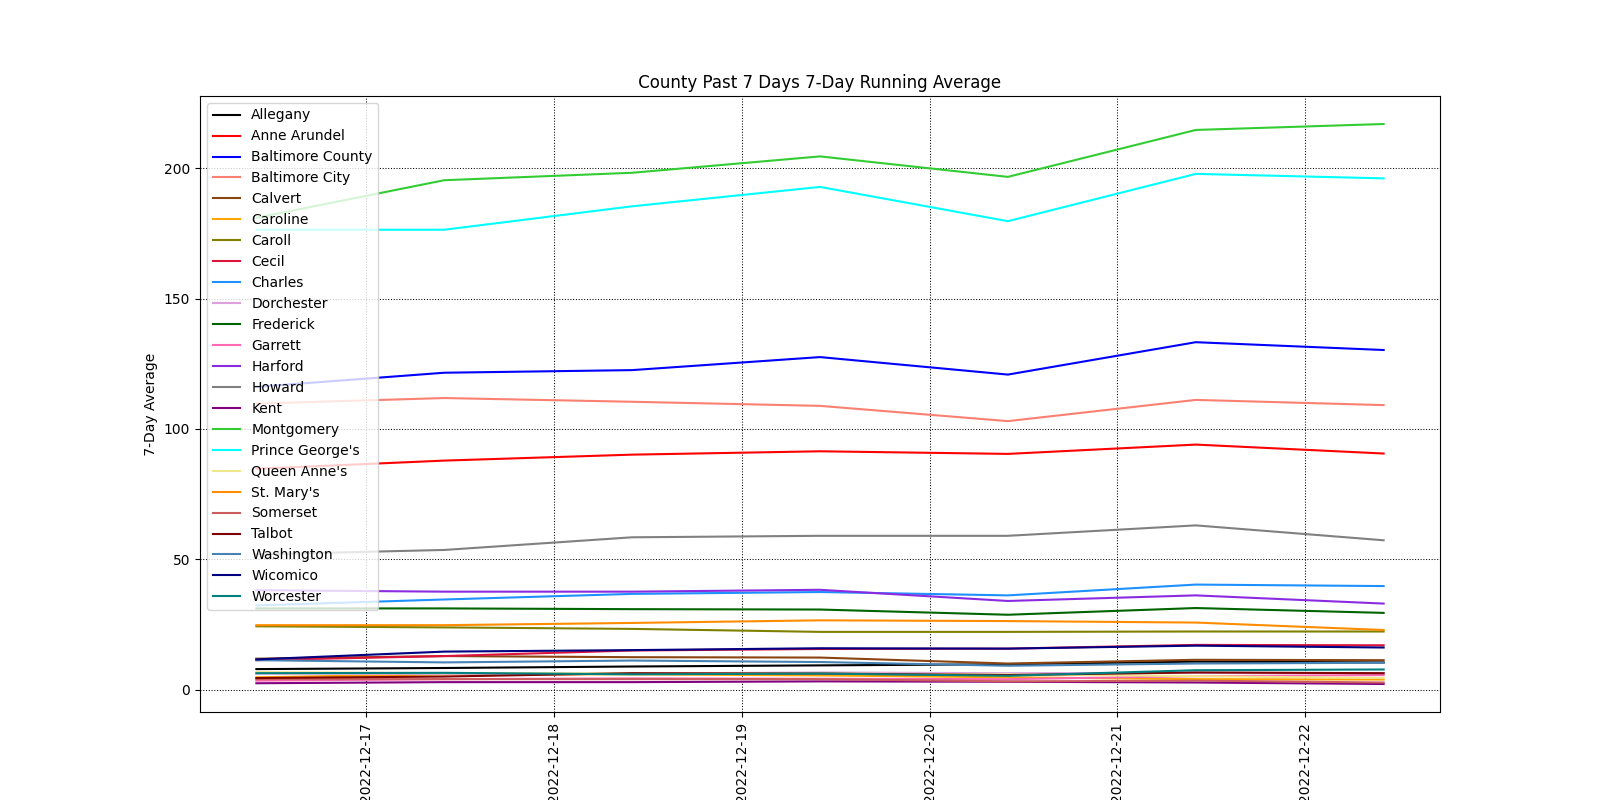 County Past 7 Days 7-Day Running Average
Allegany
Anne Arundel
Baltimore County
Baltimore City
Calvert
Caroline
Caroll
Cecil
Charles
Dorchester
Frederick
Garrett
Harford
Howard
Kent
Montgomery
Prince George's
Queen Anne's
St. Mary's
Somerset
Talbot
Washington
Wicomico
Worcester
7-Day Average
200
150
100
50
0
2022-12-17
2022-12-18
2022-12-19
2022-12-20
2022-12-21
2022-12-22